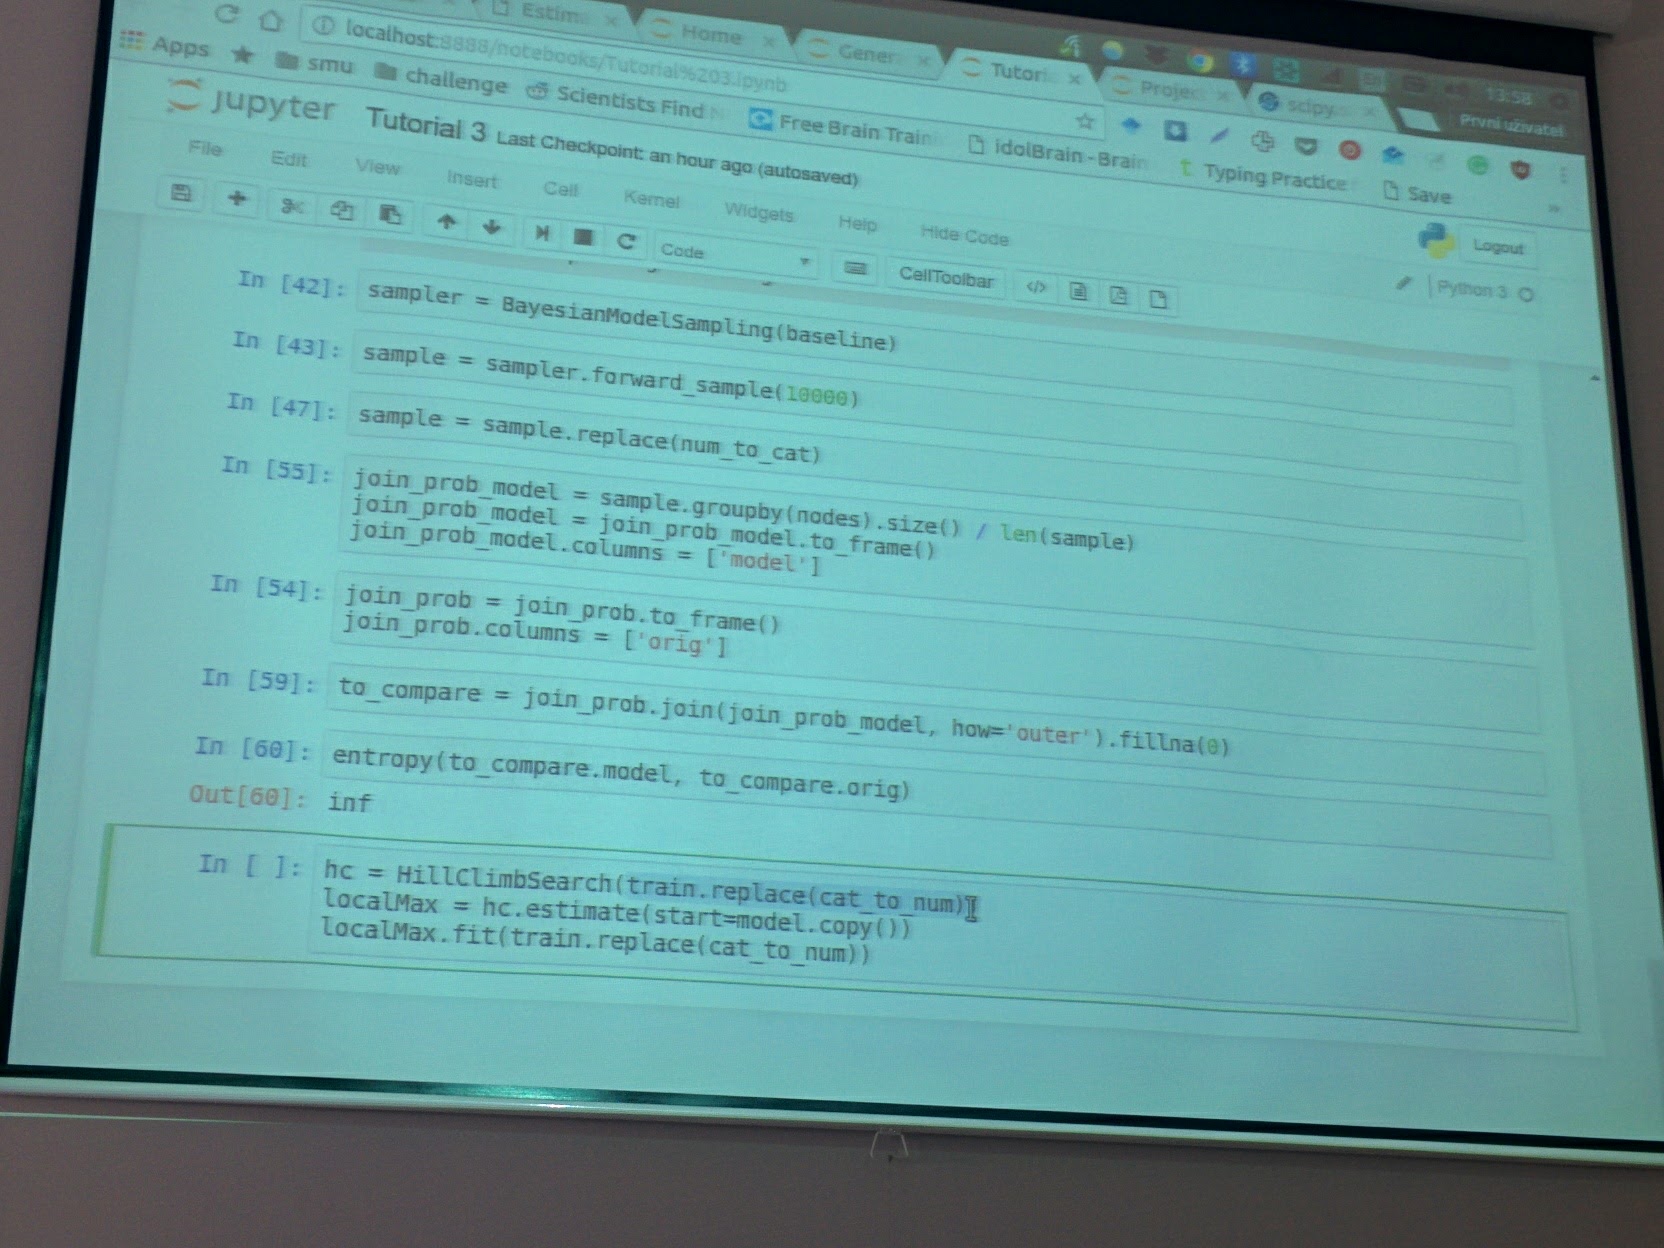 Estim
Home
Gener
Tutori
Projec
scipy.
En
13:58
První uživatel
localhost:8888/notebooks/Tutorial%203.ipynb
Apps
smu
challenge
Scientists Find
Free Brain Traini
idolBrain - Brain
Typing Practice
Save
»
jupyter Tutorial 3 Last Checkpoint: an hour ago (autosaved)
Logout
File Edit View Insert Cell Kernel Widgets Help Hide Code
Python 3
Code
CellToolbar
</>
In [42]: sampler = BayesianModelSampling(baseline)
In [43]: sample = sampler.forward_sample(10000)
In [47]: sample = sample.replace(num_to_cat)
In [55]: join_prob_model = sample.groupby(nodes).size() / len(sample)
join_prob_model = join_prob_model.to_frame()
join_prob_model.columns = ['model']
In [54]: join_prob = join_prob.to_frame()
join_prob.columns = ['orig']
In [59]: to_compare = join_prob.join(join_prob_model, how='outer').fillna(0)
In [60]: entropy(to_compare.model, to_compare.orig)
Out[60]: inf
In [ ]: hc = HillClimbSearch(train.replace(cat_to_num))
localMax = hc.estimate(start=model.copy())
localMax.fit(train.replace(cat_to_num))